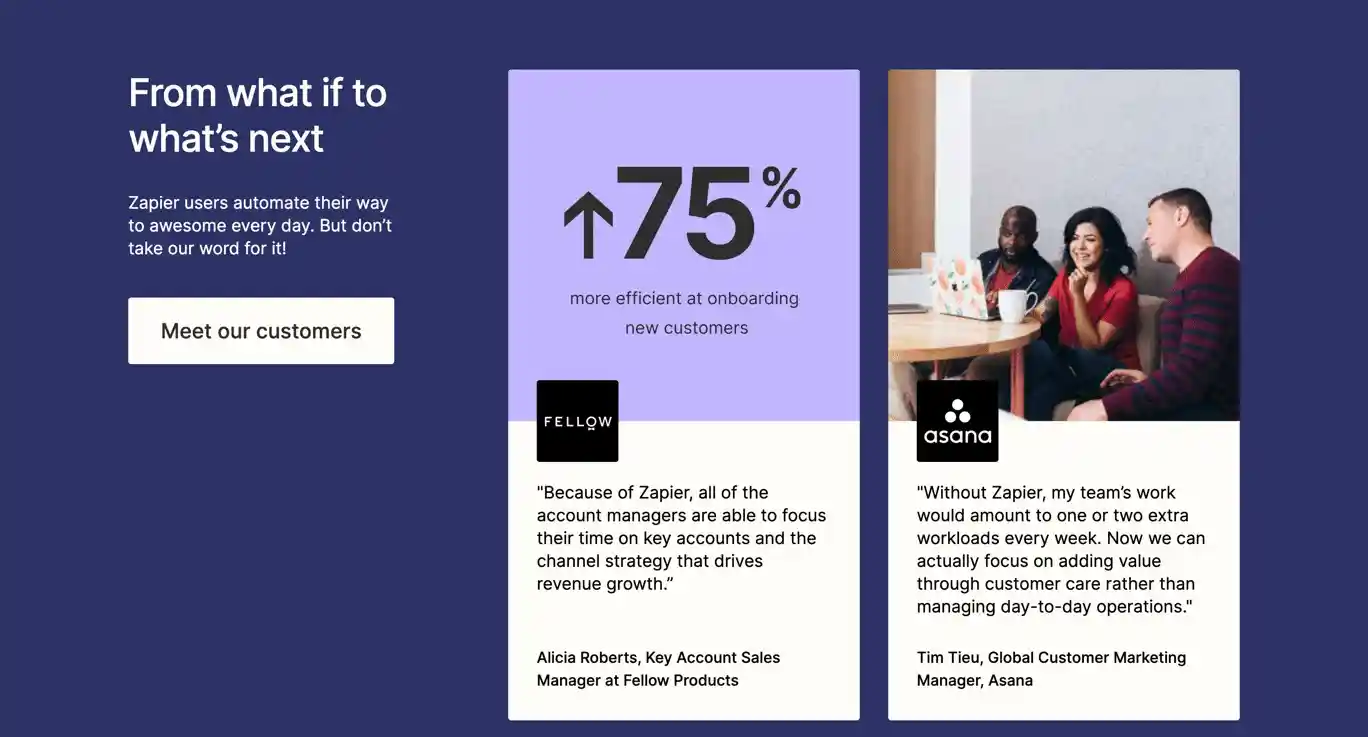 From what if to
what’s next
Zapier users automate their way
to awesome every day. But don’t
take our word for it!
Meet our customers
↑75%
more efficient at onboarding
new customers
FELLOW
"Because of Zapier, all of the
account managers are able to focus
their time on key accounts and the
channel strategy that drives
revenue growth.”
Alicia Roberts, Key Account Sales
Manager at Fellow Products
asana
"Without Zapier, my team’s work
would amount to one or two extra
workloads every week. Now we can
actually focus on adding value
through customer care rather than
managing day-to-day operations."
Tim Tieu, Global Customer Marketing
Manager, Asana